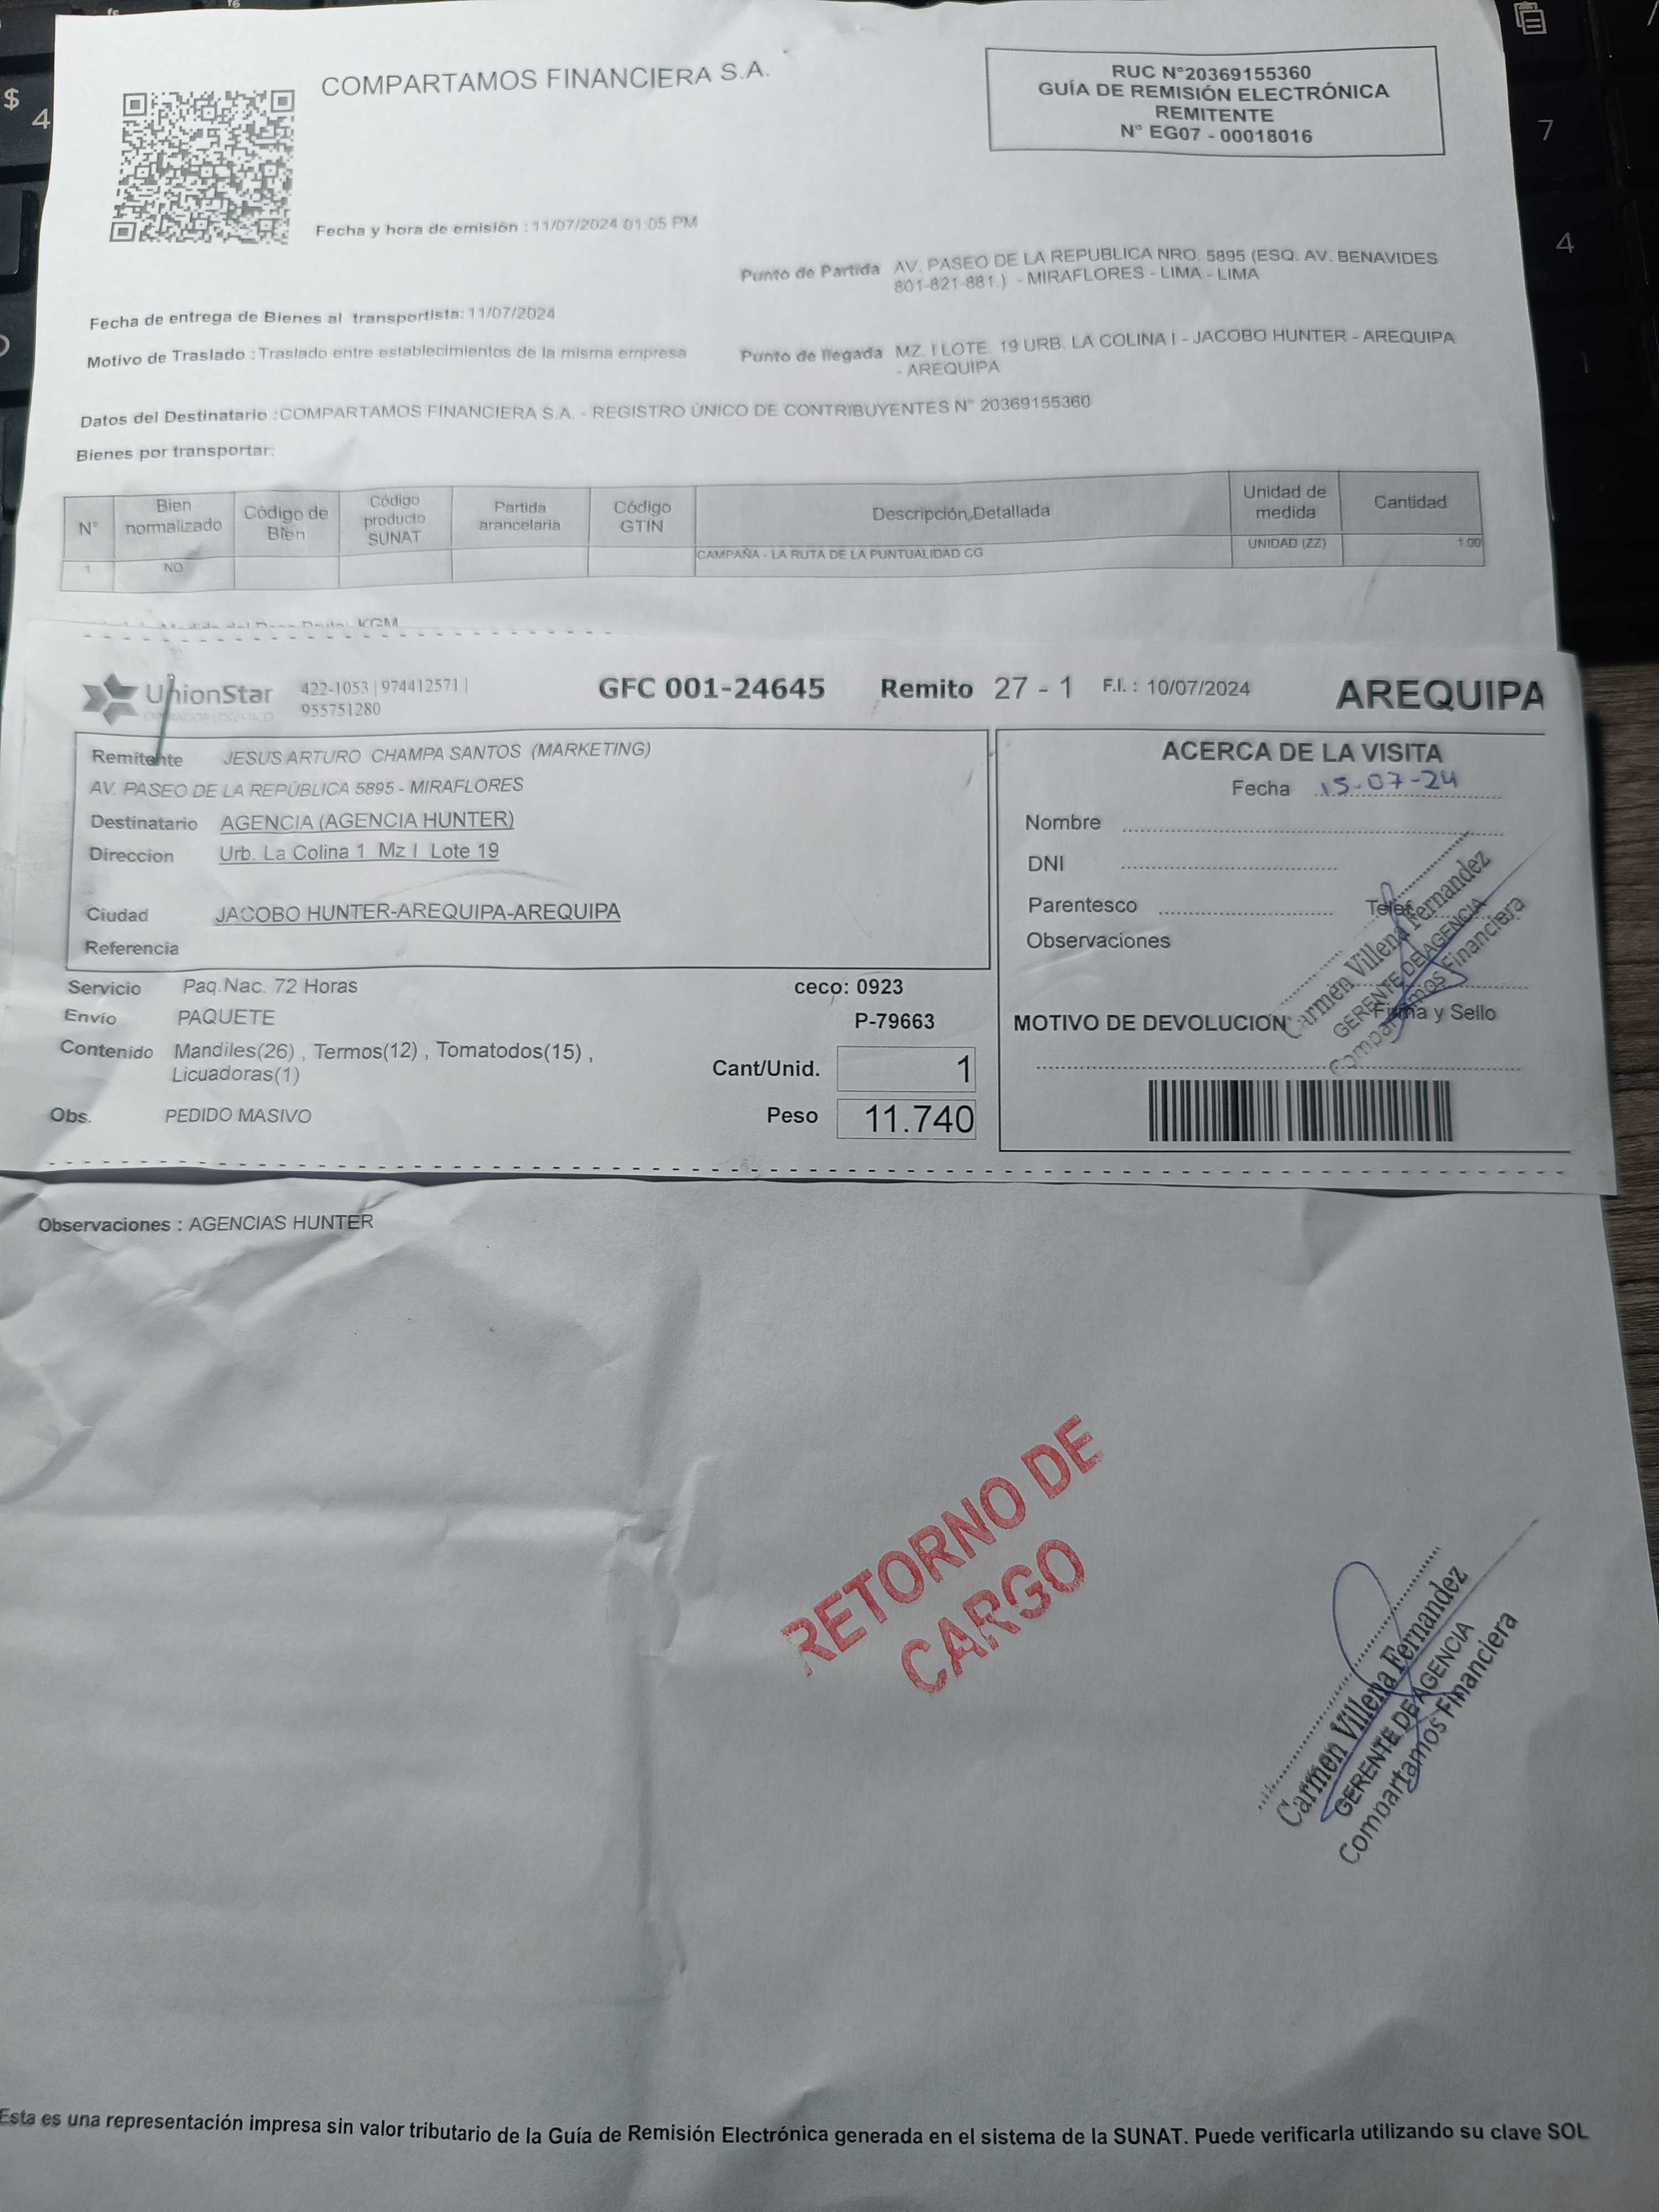 COMPARTAMOS FINANCIERA S.A.
RUC N°20369155360
GUÍA DE REMISIÓN ELECTRÓNICA
REMITENTE
N° EG07 - 00018016
Fecha y hora de emisión : 11/07/2024 01:05 PM
Punto de Partida AV. PASEO DE LA REPUBLICA NRO. 5895 (ESQ. AV. BENAVIDES
801-821-881.) - MIRAFLORES - LIMA - LIMA
Fecha de entrega de Bienes al transportista: 11/07/2024
Motivo de Traslado : Traslado entre establecimientos de la misma empresa
Punto de llegada MZ. I LOTE. 19 URB. LA COLINA I - JACOBO HUNTER - AREQUIPA
- AREQUIPA
Datos del Destinatario :COMPARTAMOS FINANCIERA S.A. - REGISTRO ÚNICO DE CONTRIBUYENTES N° 20369155360
Bienes por transportar:
N° Bien normalizado Código de Bien Código producto SUNAT Partida arancelaria Código GTIN Descripción Detallada Unidad de medida Cantidad
1 NO CAMPAÑA - LA RUTA DE LA PUNTUALIDAD CG UNIDAD (ZZ) 1.00
KGM
UnionStar
OPERADOR LOGÍSTICO
422-1053 | 974412571 |
955751280
GFC 001-24645 Remito 27 - 1 F.I. : 10/07/2024 AREQUIPA
Remitente JESUS ARTURO CHAMPA SANTOS (MARKETING)
AV. PASEO DE LA REPÚBLICA 5895 - MIRAFLORES
Destinatario AGENCIA (AGENCIA HUNTER)
Direccion Urb. La Colina 1 Mz I Lote 19
Ciudad JACOBO HUNTER-AREQUIPA-AREQUIPA
Referencia
Servicio Paq.Nac. 72 Horas ceco: 0923
Envío PAQUETE P-79663
Contenido Mandiles(26) , Termos(12) , Tomatodos(15) ,
Licuadoras(1)
Cant/Unid. 1
Obs. PEDIDO MASIVO
Peso 11.740
ACERCA DE LA VISITA
Fecha 15-07-24
Nombre
DNI
Parentesco Teléf.
Observaciones
MOTIVO DE DEVOLUCION Firma y Sello
Carmen Villena Fernandez
GERENTE DE AGENCIA
Compartamos Financiera
Observaciones : AGENCIAS HUNTER
RETORNO DE
CARGO
Carmen Villena Fernandez
GERENTE DE AGENCIA
Compartamos Financiera
Esta es una representación impresa sin valor tributario de la Guía de Remisión Electrónica generada en el sistema de la SUNAT. Puede verificarla utilizando su clave SOL